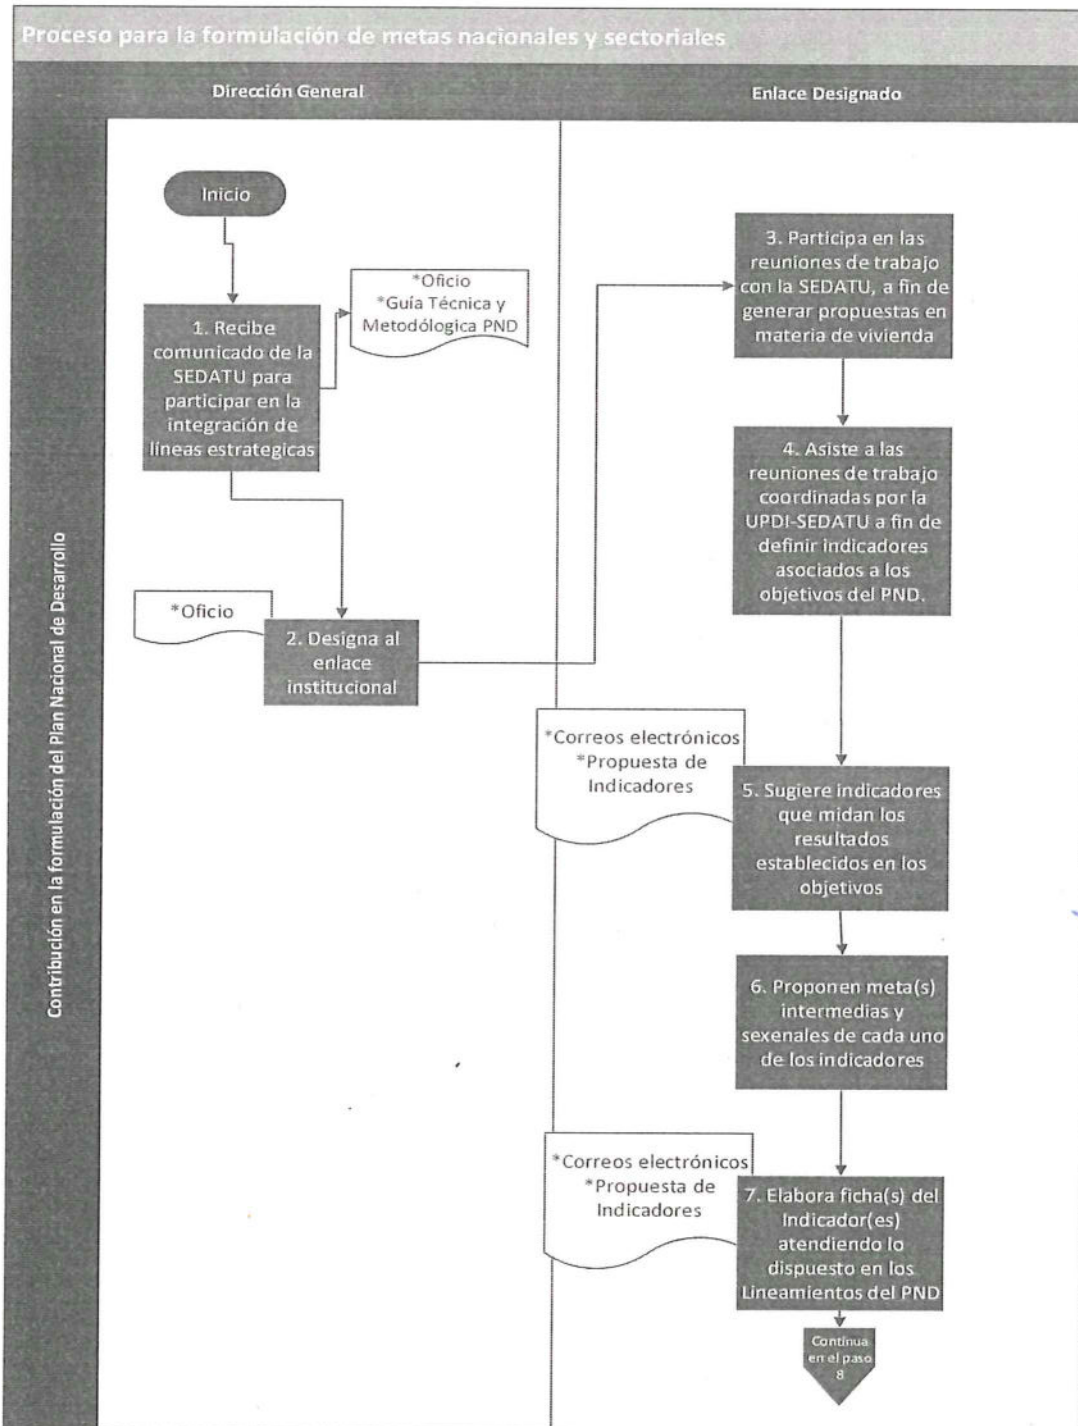 Proceso para la formulación de metas nacionales y sectoriales
Dirección General
Enlace Designado
Contribución en la formulación del Plan Nacional de Desarrollo
Inicio
*Oficio
*Guía Técnica y
Metodólogica PND
1. Recibe
comunicado de la
SEDATU para
participar en la
integración de
líneas estrategicas
*Oficio
2. Designa al
enlace
institucional
3. Participa en las
reuniones de trabajo
con la SEDATU, a fin de
generar propuestas en
materia de vivienda
4. Asiste a las
reuniones de trabajo
coordinadas por la
UPDI-SEDATU a fin de
definir indicadores
asociados a los
objetivos del PND.
*Correos electrónicos
*Propuesta de
Indicadores
5. Sugiere indicadores
que midan los
resultados
establecidos en los
objetivos
6. Proponen meta(s)
intermedias y
sexenales de cada uno
de los indicadores
*Correos electrónicos
*Propuesta de
Indicadores
7. Elabora ficha(s) del
Indicador(es)
atendiendo lo
dispuesto en los
Lineamientos del PND
Continua
en el paso
8